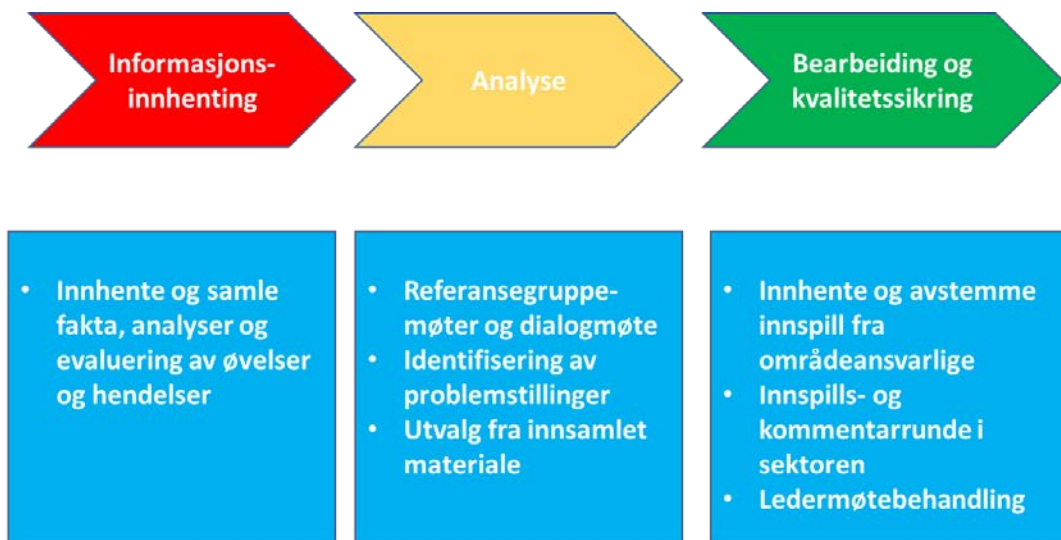 Informasjons-
innhenting
Analyse
Bearbeiding og
kvalitetssikring
• Innhente og samle
fakta, analyser og
evaluering av øvelser
og hendelser
• Referansegruppe-
møter og dialogmøte
• Identifisering av
problemstillinger
• Utvalg fra innsamlet
materiale
• Innhente og avstemme
innspill fra
områdeansvarlige
• Innspills- og
kommentarrunde i
sektoren
• Ledermøtebehandling